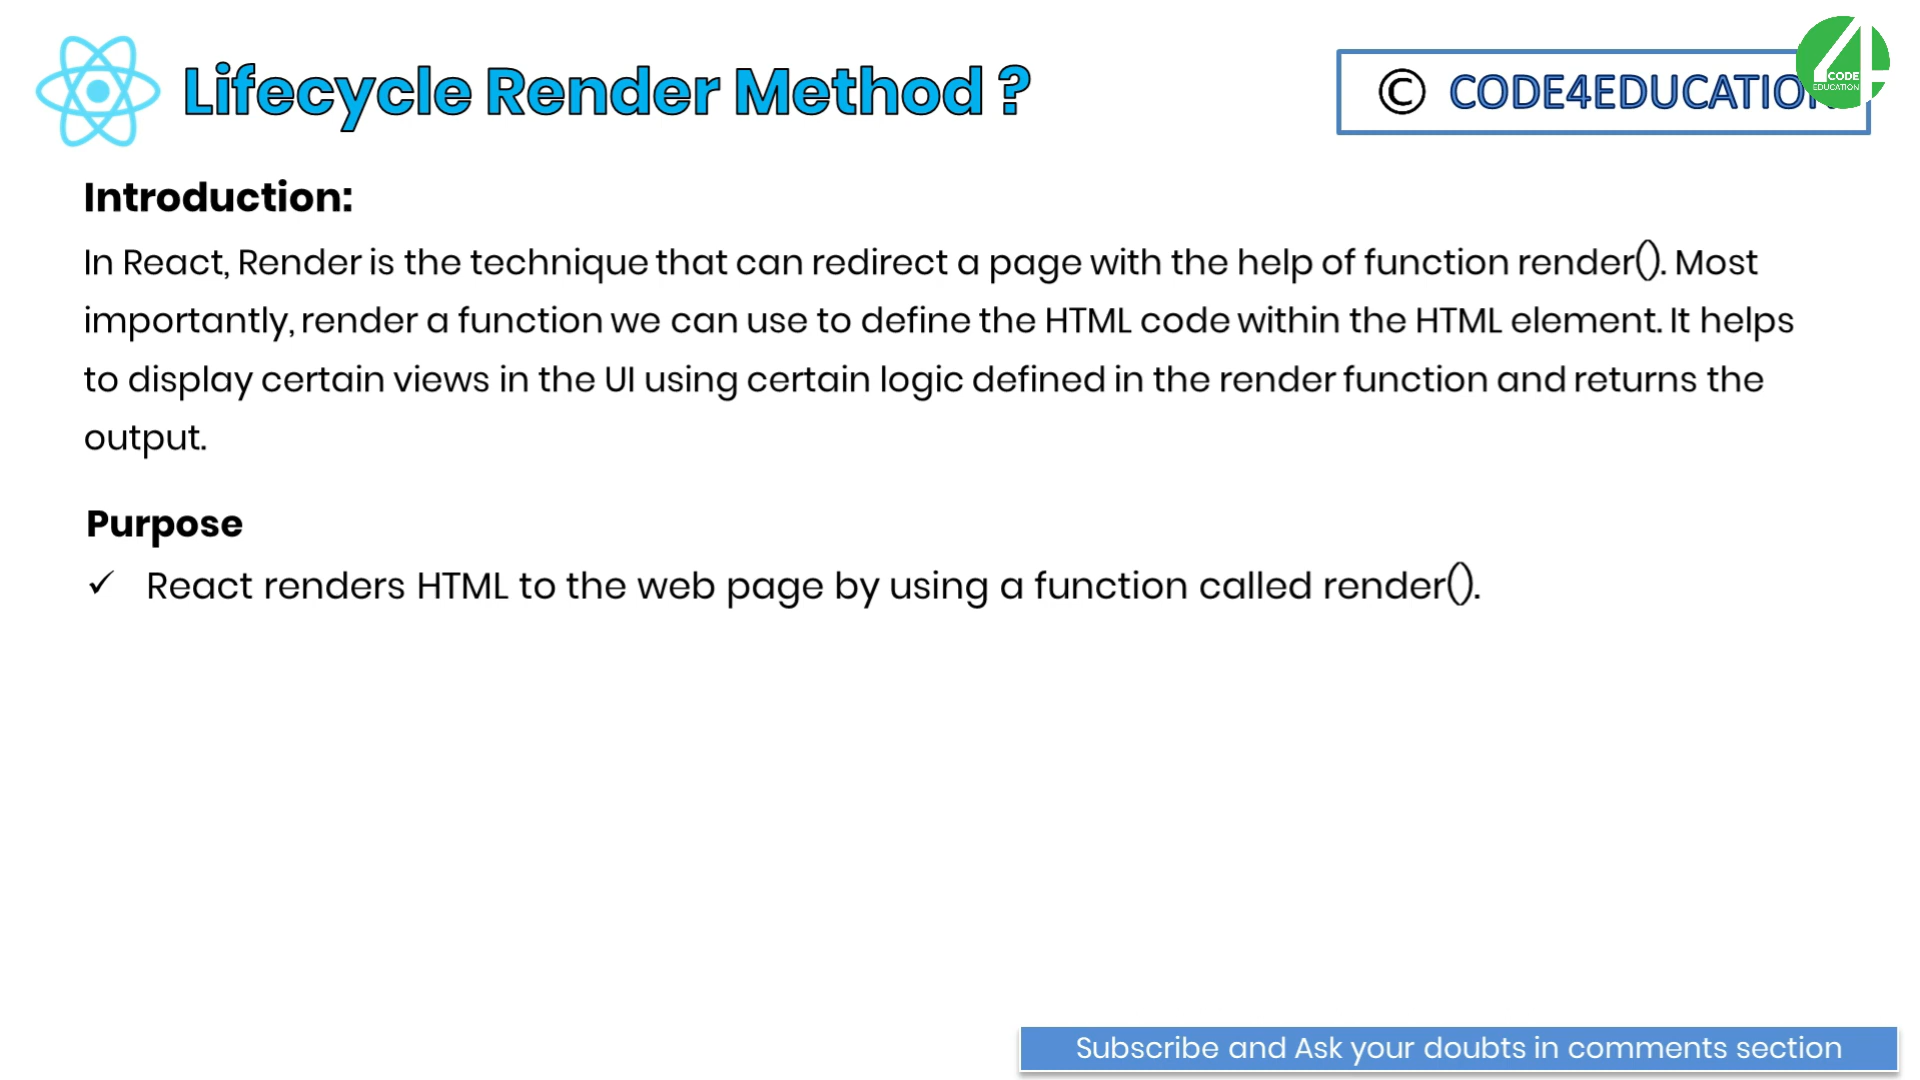 Lifecycle Render Method ?
© CODE4EDUCATION
CODE
EDUCATION
Introduction:
In React, Render is the technique that can redirect a page with the help of function render(). Most
importantly, render a function we can use to define the HTML code within the HTML element. It helps
to display certain views in the UI using certain logic defined in the render function and returns the
output.
Purpose
✓ React renders HTML to the web page by using a function called render().
Subscribe and Ask your doubts in comments section